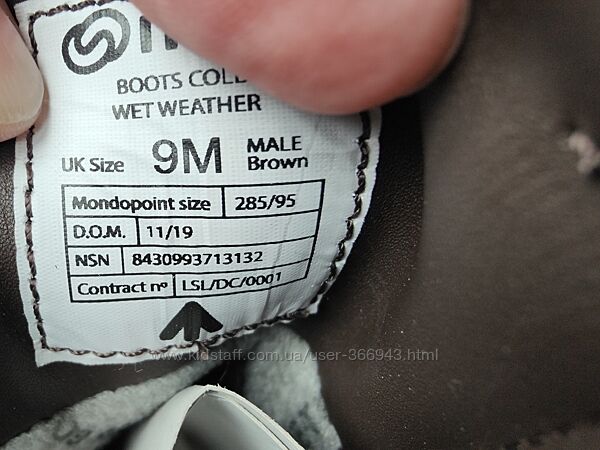 BOOTS COLD
WET WEATHER
UK Size 9M MALE Brown
Mondopoint size 285/95
D.O.M. 11/19
NSN 8430993713132
Contract nº LSL/DC/0001
www.kidstaff.com.ua/user-366943.html